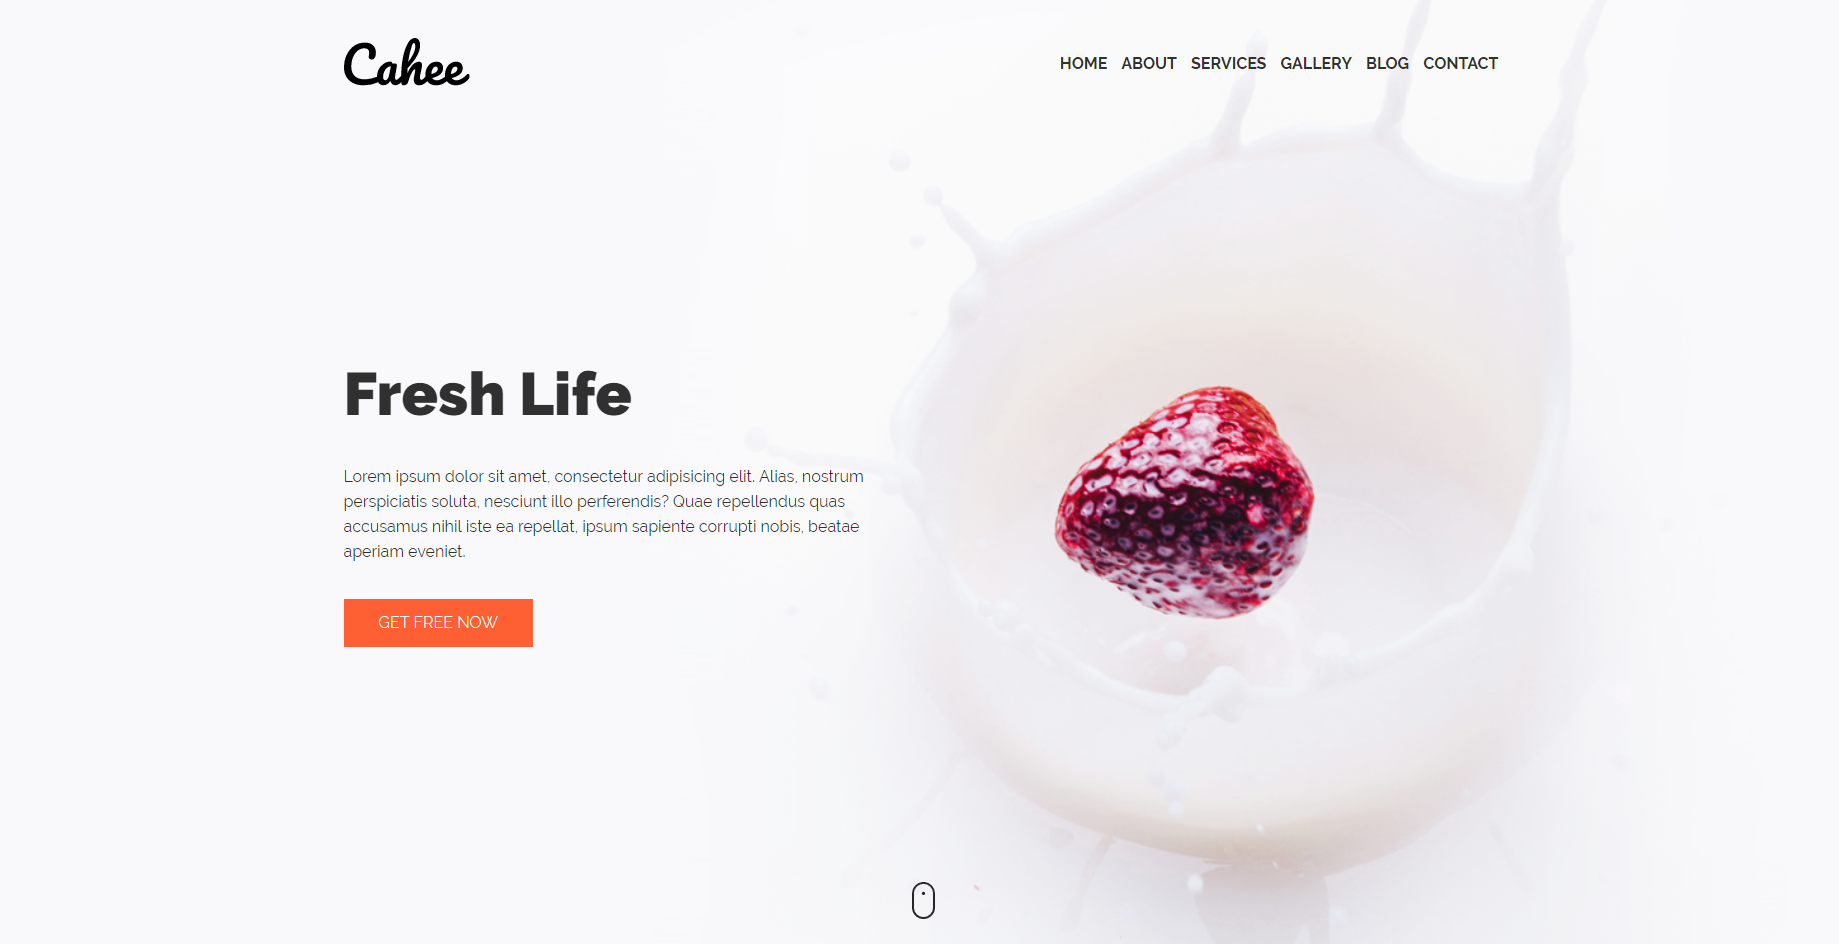 Cahee
HOME ABOUT SERVICES GALLERY BLOG CONTACT
Fresh Life
Lorem ipsum dolor sit amet, consectetur adipisicing elit. Alias, nostrum
perspiciatis soluta, nesciunt illo perferendis? Quae repellendus quas
accusamus nihil iste ea repellat, ipsum sapiente corrupti nobis, beatae
aperiam eveniet.
GET FREE NOW